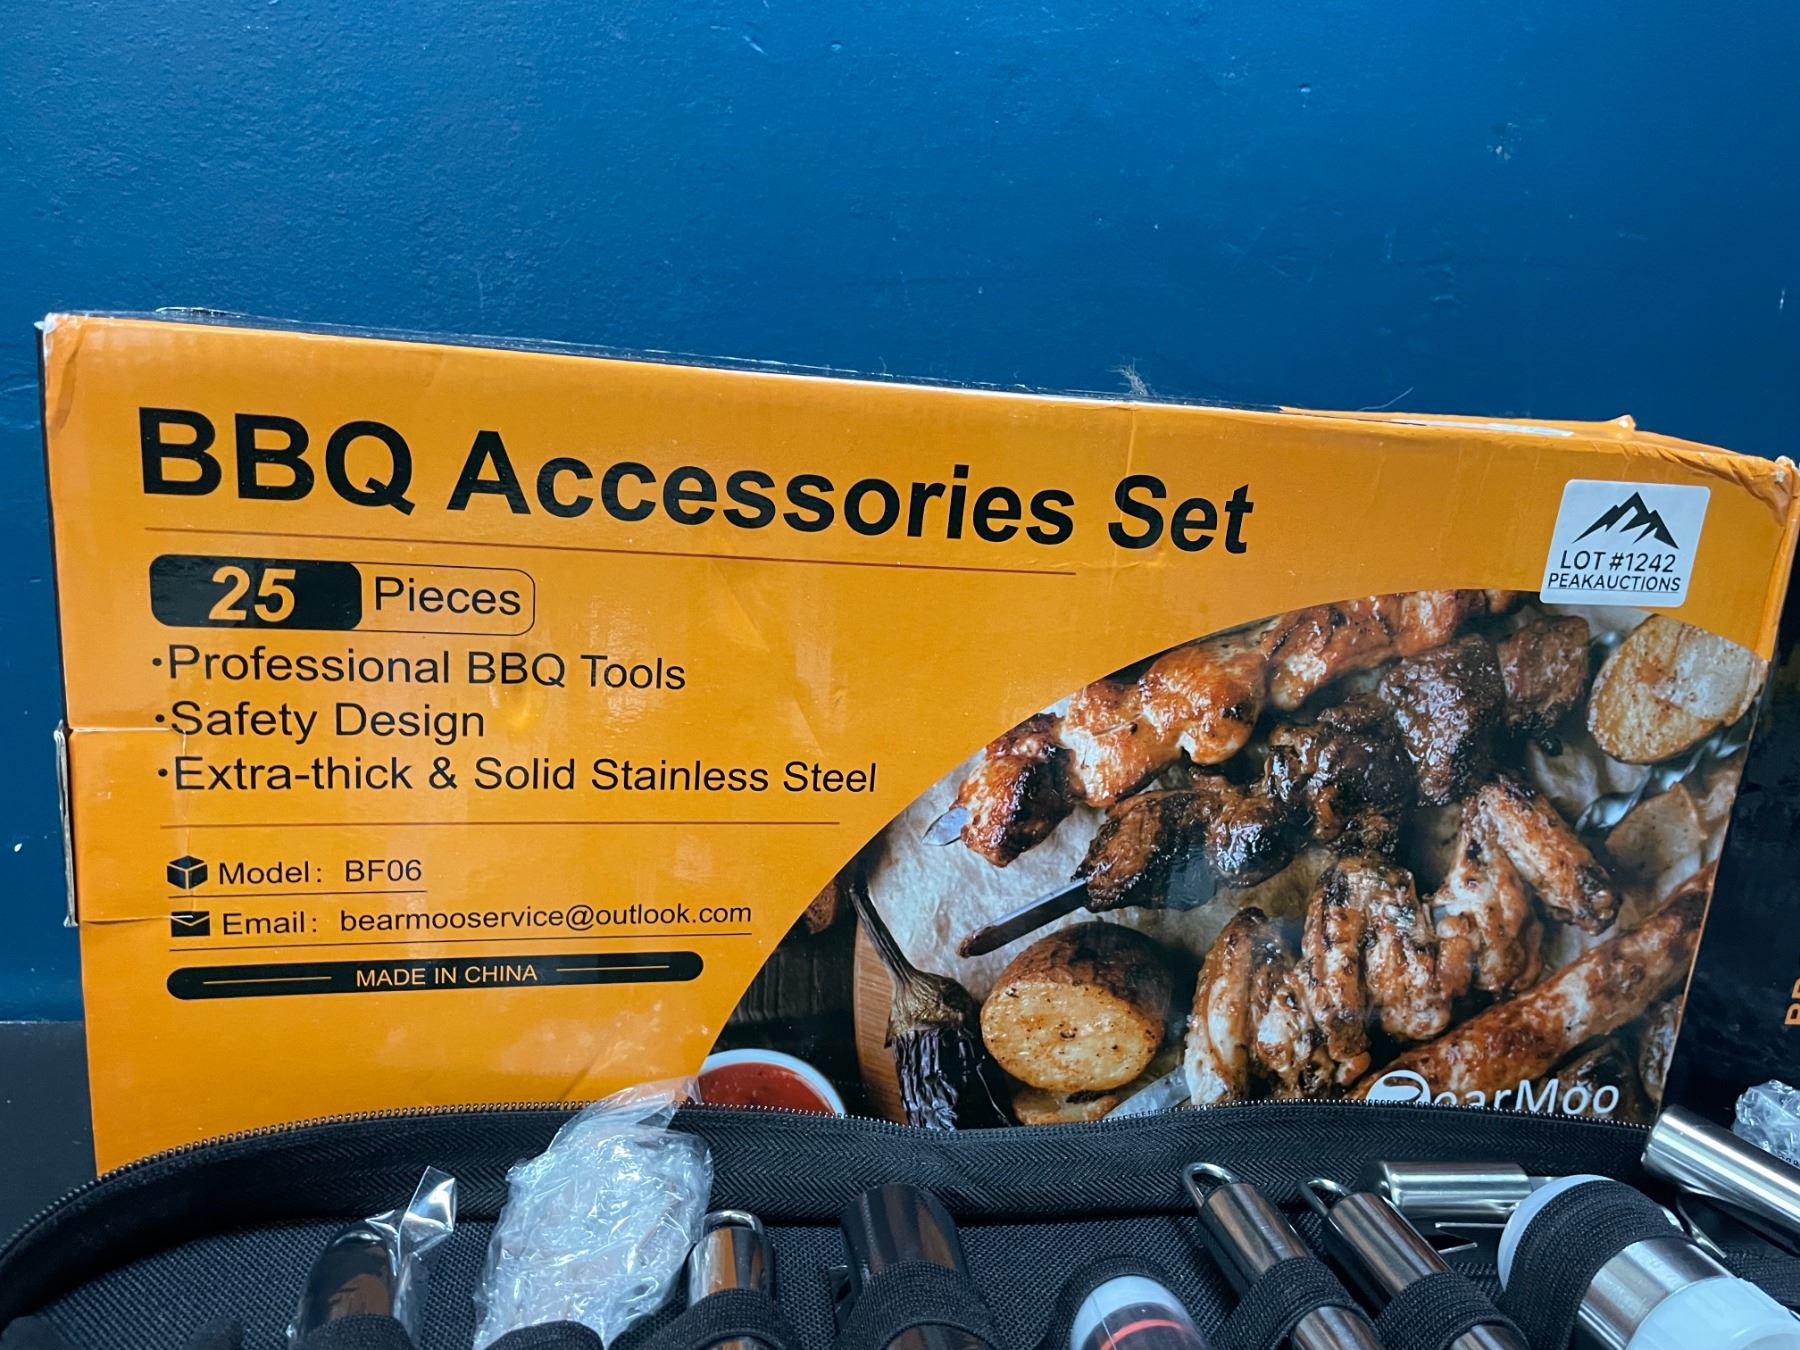 BBQ Accessories Set
25 Pieces
·Professional BBQ Tools
·Safety Design
·Extra-thick & Solid Stainless Steel
Model: BF06
Email: bearmooservice@outlook.com
MADE IN CHINA
LOT #1242
PEAKAUCTIONS
BearMoo